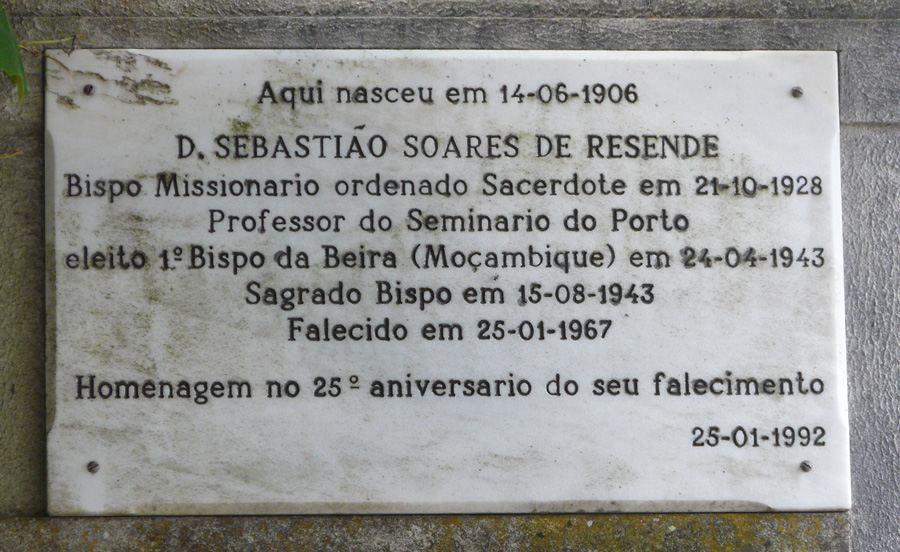 Aqui nasceu em 14-06-1906
D. SEBASTIÃO SOARES DE RESENDE
Bispo Missionario ordenado Sacerdote em 21-10-1928
Professor do Seminario do Porto
eleito 1º Bispo da Beira (Moçambique) em 24-04-1943
Sagrado Bispo em 15-08-1943
Falecido em 25-01-1967
Homenagem no 25º aniversario do seu falecimento
25-01-1992